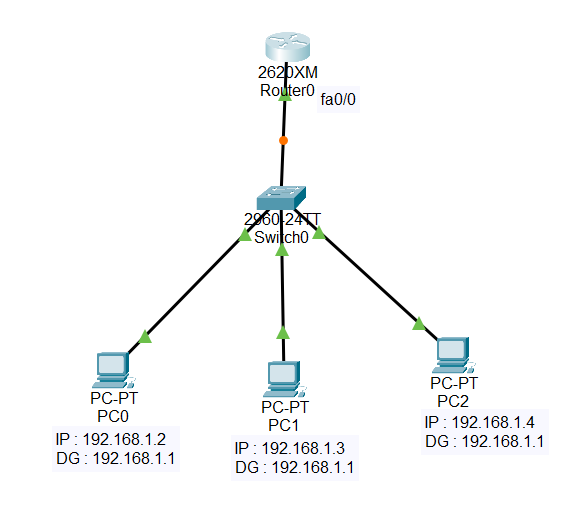 2620XM
Router0
fa0/0
2960-24TT
Switch0
PC-PT
PC0
IP : 192.168.1.2
DG : 192.168.1.1
PC-PT
PC1
IP : 192.168.1.3
DG : 192.168.1.1
PC-PT
PC2
IP : 192.168.1.4
DG : 192.168.1.1